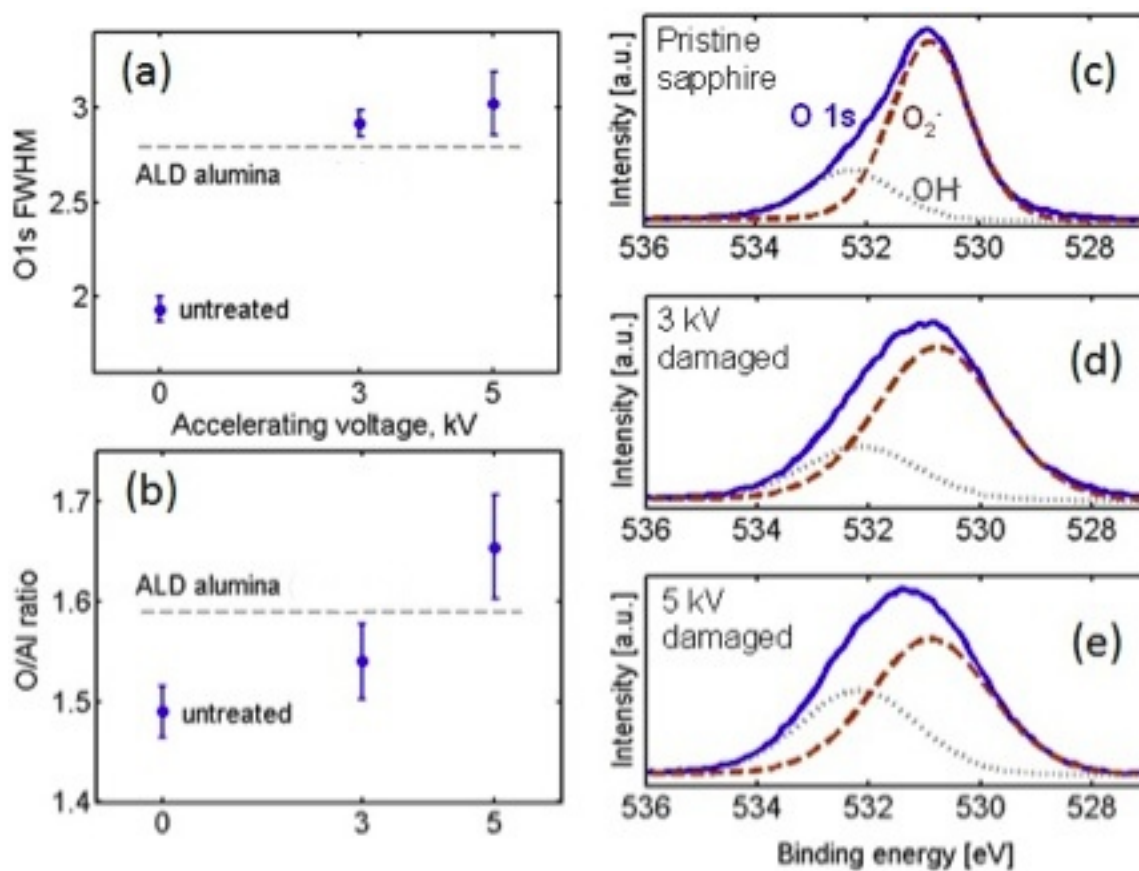 (a)
O1s FWHM
3
2.5
2
ALD alumina
untreated
0
3
5
Accelerating voltage, kV
(b)
O/Al ratio
1.7
1.6
1.5
1.4
ALD alumina
untreated
0
3
5
Intensity [a.u.]
Pristine
sapphire
(c)
O 1s
O₂⁻
OH⁻
536
534
532
530
528
Intensity [a.u.]
3 kV
damaged
(d)
536
534
532
530
528
Intensity [a.u.]
5 kV
damaged
(e)
536
534
532
530
528
Binding energy [eV]